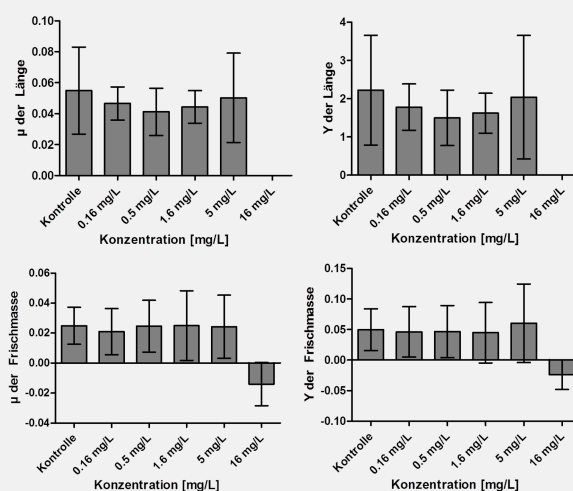 µ der Länge
0.10
0.08
0.06
0.04
0.02
0.00
Kontrolle
0.16 mg/L
0.5 mg/L
1.6 mg/L
5 mg/L
16 mg/L
Konzentration [mg/L]
Y der Länge
4
3
2
1
0
Kontrolle
0.16 mg/L
0.5 mg/L
1.6 mg/L
5 mg/L
16 mg/L
Konzentration [mg/L]
µ der Frischmasse
0.06
0.04
0.02
0.00
-0.02
-0.04
Kontrolle
0.16 mg/L
0.5 mg/L
1.6 mg/L
5 mg/L
16 mg/L
Konzentration [mg/L]
Y der Frischmasse
0.15
0.10
0.05
0.00
-0.05
-0.10
Kontrolle
0.16 mg/L
0.5 mg/L
1.6 mg/L
5 mg/L
16 mg/L
Konzentration [mg/L]